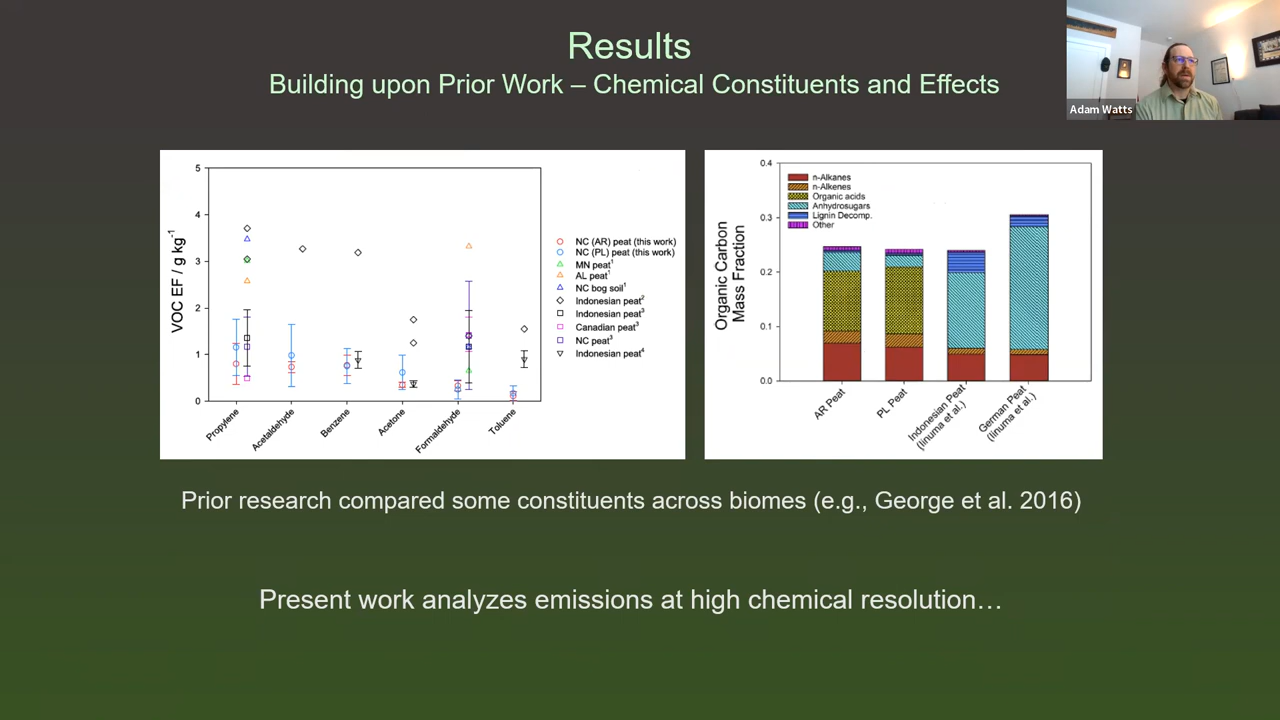 Results
Building upon Prior Work – Chemical Constituents and Effects
Adam Watts
VOC EF / g kg⁻¹
5
4
3
2
1
0
Propylene
Acetaldehyde
Benzene
Acetone
Formaldehyde
Toluene
NC (AR) peat (this work)
NC (PL) peat (this work)
MN peat¹
AL peat¹
NC bog soil¹
Indonesian peat²
Indonesian peat³
Canadian peat³
NC peat³
Indonesian peat⁴
Organic Carbon
Mass Fraction
0.4
0.3
0.2
0.1
0.0
n-Alkanes
n-Alkenes
Organic acids
Anhydrosugars
Lignin Decomp.
Other
AR Peat
PL Peat
Indonesian Peat
(Iinuma et al.)
German Peat
(Iinuma et al.)
Prior research compared some constituents across biomes (e.g., George et al. 2016)
Present work analyzes emissions at high chemical resolution…